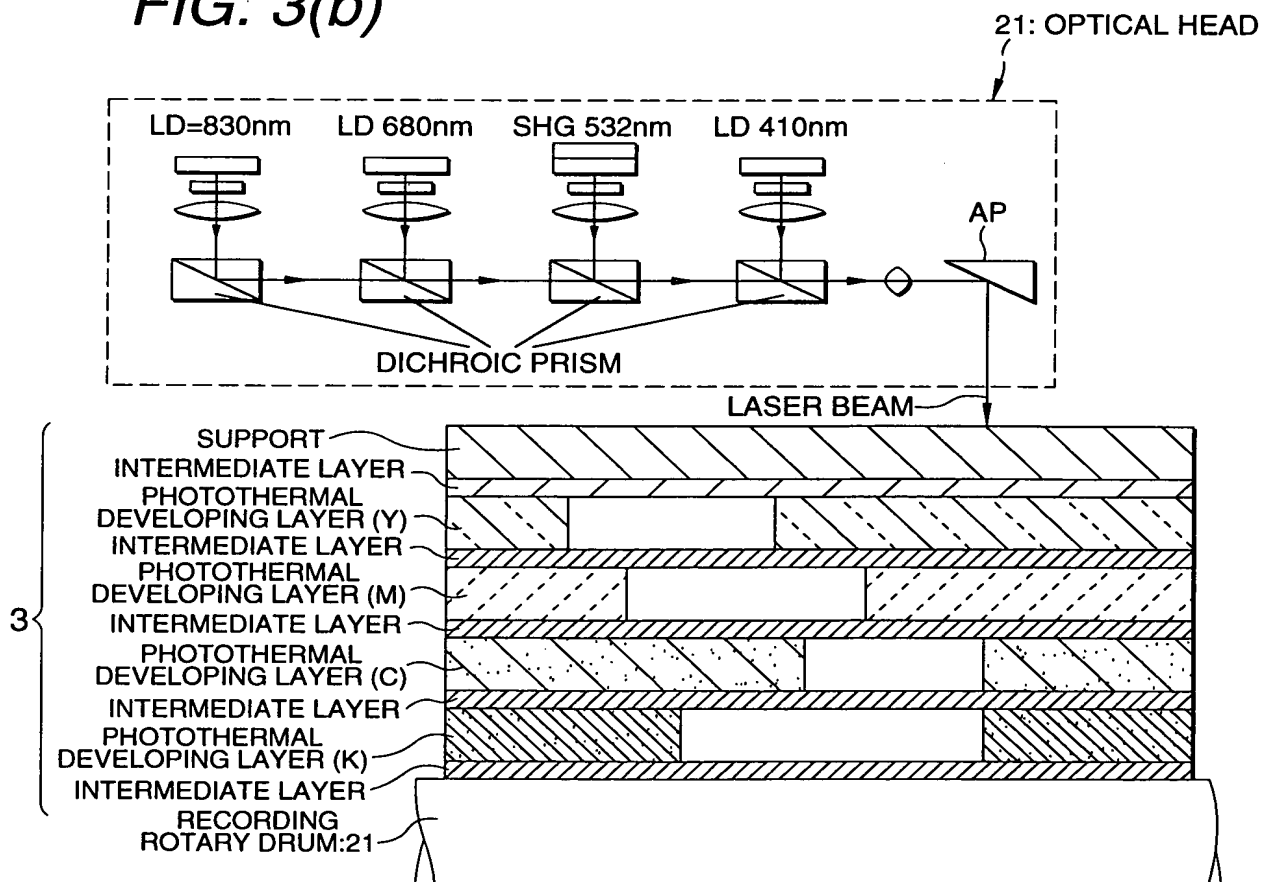 FIG. 3(b)
21: OPTICAL HEAD
LD=830nm LD 680nm SHG 532nm LD 410nm
AP
DICHROIC PRISM
LASER BEAM
SUPPORT
INTERMEDIATE LAYER
PHOTOTHERMAL
DEVELOPING LAYER (Y)
INTERMEDIATE LAYER
PHOTOTHERMAL
DEVELOPING LAYER (M)
3
INTERMEDIATE LAYER
PHOTOTHERMAL
DEVELOPING LAYER (C)
INTERMEDIATE LAYER
PHOTOTHERMAL
DEVELOPING LAYER (K)
INTERMEDIATE LAYER
RECORDING
ROTARY DRUM:21